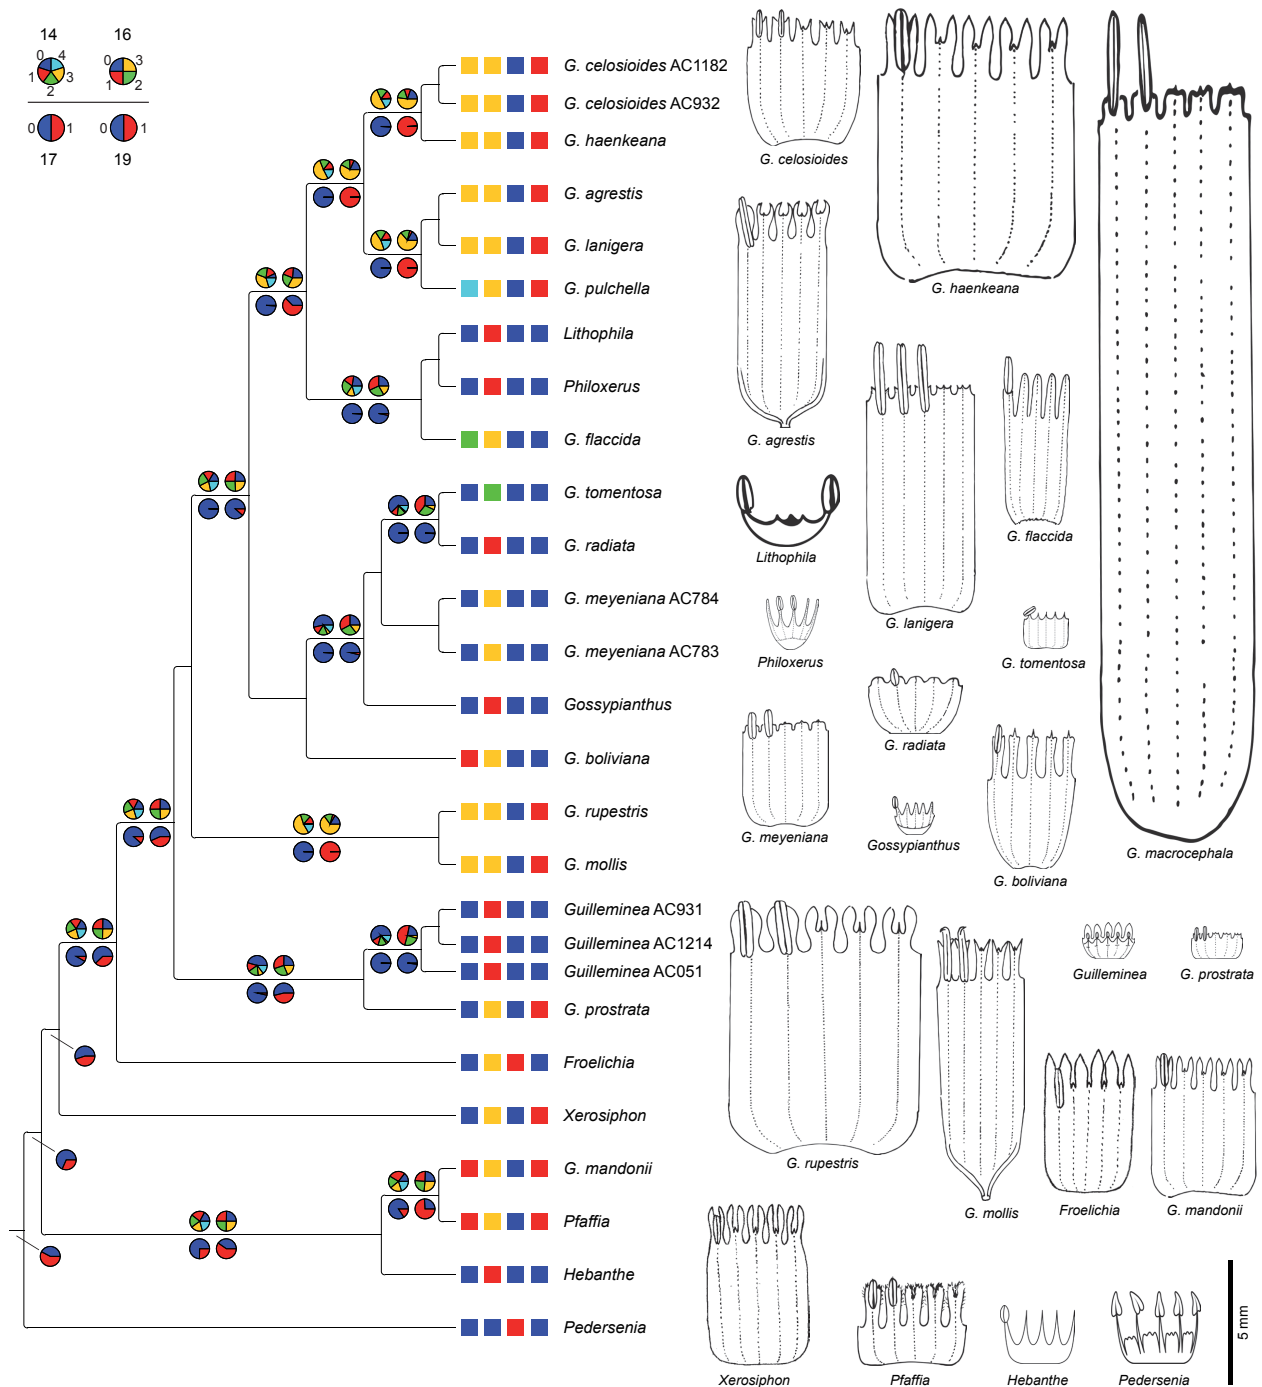 14 16
0 4 0 3
1 3 1 2
2
0 1 0 1
17 19
G. celosioides AC1182
G. celosioides AC932
G. haenkeana
G. agrestis
G. lanigera
G. pulchella
Lithophila
Philoxerus
G. flaccida
G. tomentosa
G. radiata
G. meyeniana AC784
G. meyeniana AC783
Gossypianthus
G. boliviana
G. rupestris
G. mollis
Guilleminea AC931
Guilleminea AC1214
Guilleminea AC051
G. prostrata
Froelichia
Xerosiphon
G. mandonii
Pfaffia
Hebanthe
Pedersenia
G. celosioides
G. haenkeana
G. agrestis
G. flaccida
Lithophila
G. lanigera
Philoxerus
G. tomentosa
G. radiata
G. meyeniana
Gossypianthus
G. boliviana
G. macrocephala
Guilleminea
G. prostrata
G. rupestris
G. mollis
Froelichia
G. mandonii
Xerosiphon
Pfaffia
Hebanthe
Pedersenia
5 mm